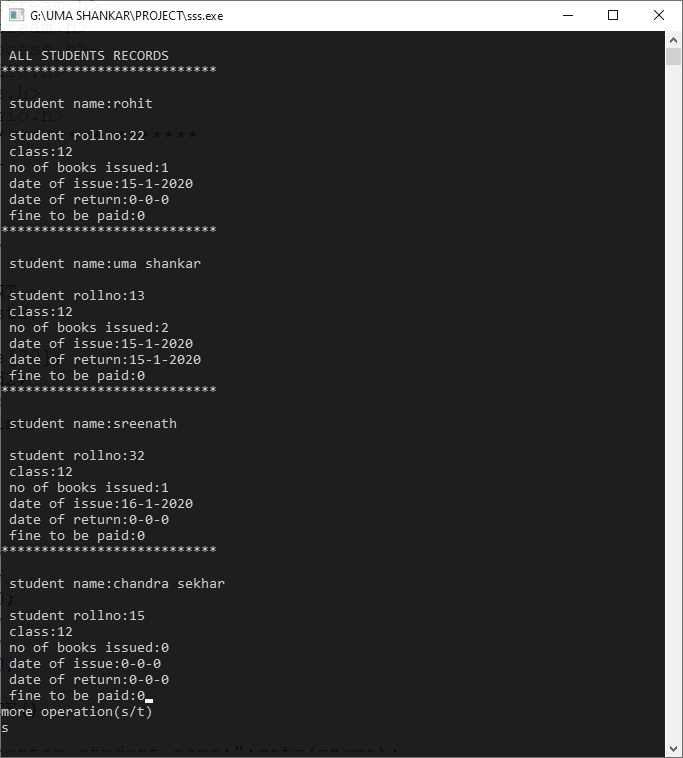 G:\UMA SHANKAR\PROJECT\sss.exe
ALL STUDENTS RECORDS
***************************
student name:rohit
student rollno:22
class:12
no of books issued:1
date of issue:15-1-2020
date of return:0-0-0
fine to be paid:0
***************************
student name:uma shankar
student rollno:13
class:12
no of books issued:2
date of issue:15-1-2020
date of return:15-1-2020
fine to be paid:0
***************************
student name:sreenath
student rollno:32
class:12
no of books issued:1
date of issue:16-1-2020
date of return:0-0-0
fine to be paid:0
***************************
student name:chandra sekhar
student rollno:15
class:12
no of books issued:0
date of issue:0-0-0
date of return:0-0-0
fine to be paid:0
more operation(s/t)
s